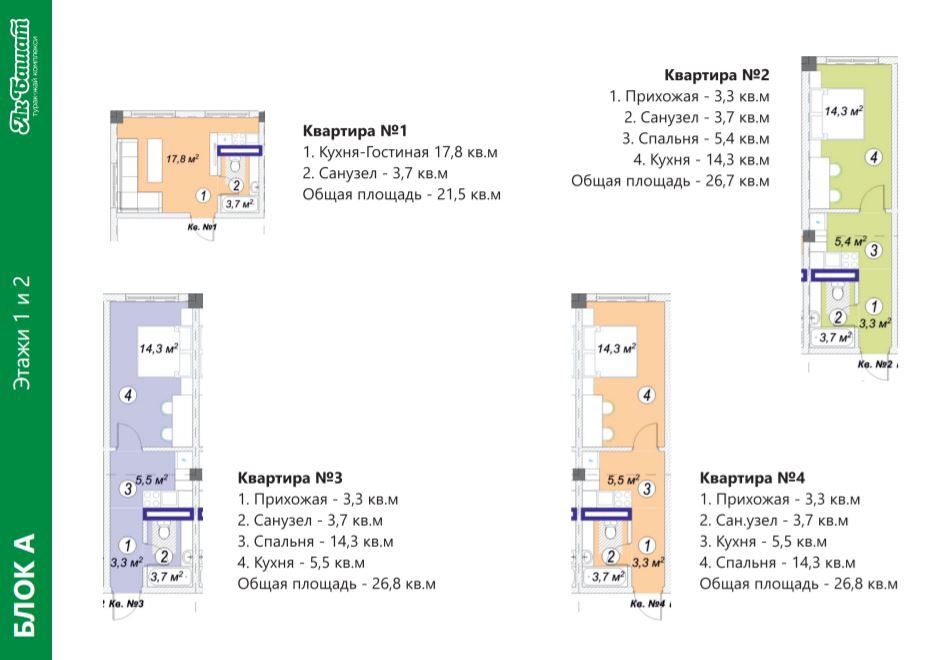 Ак Башат
турак-жай комплекси
Этажи 1 и 2
БЛОК А
17,8 м²
1
2
3,7 м²
Кв. №1
Квартира №1
1. Кухня-Гостиная 17,8 кв.м
2. Санузел - 3,7 кв.м
Общая площадь - 21,5 кв.м
Квартира №2
1. Прихожая - 3,3 кв.м
2. Санузел - 3,7 кв.м
3. Спальня - 5,4 кв.м
4. Кухня - 14,3 кв.м
Общая площадь - 26,7 кв.м
14,3 м²
4
5,4 м²
3
1
2
3,3 м²
3,7 м²
Кв. №2
14,3 м²
4
5,5 м²
3
1
2
3,3 м²
3,7 м²
2 Кв. №3
Квартира №3
1. Прихожая - 3,3 кв.м
2. Санузел - 3,7 кв.м
3. Спальня - 14,3 кв.м
4. Кухня - 5,5 кв.м
Общая площадь - 26,8 кв.м
14,3 м²
4
5,5 м²
3
1
2
3,3 м²
3,7 м²
Кв. №4
Квартира №4
1. Прихожая - 3,3 кв.м
2. Сан.узел - 3,7 кв.м
3. Кухня - 5,5 кв.м
4. Спальня - 14,3 кв.м
Общая площадь - 26,8 кв.м